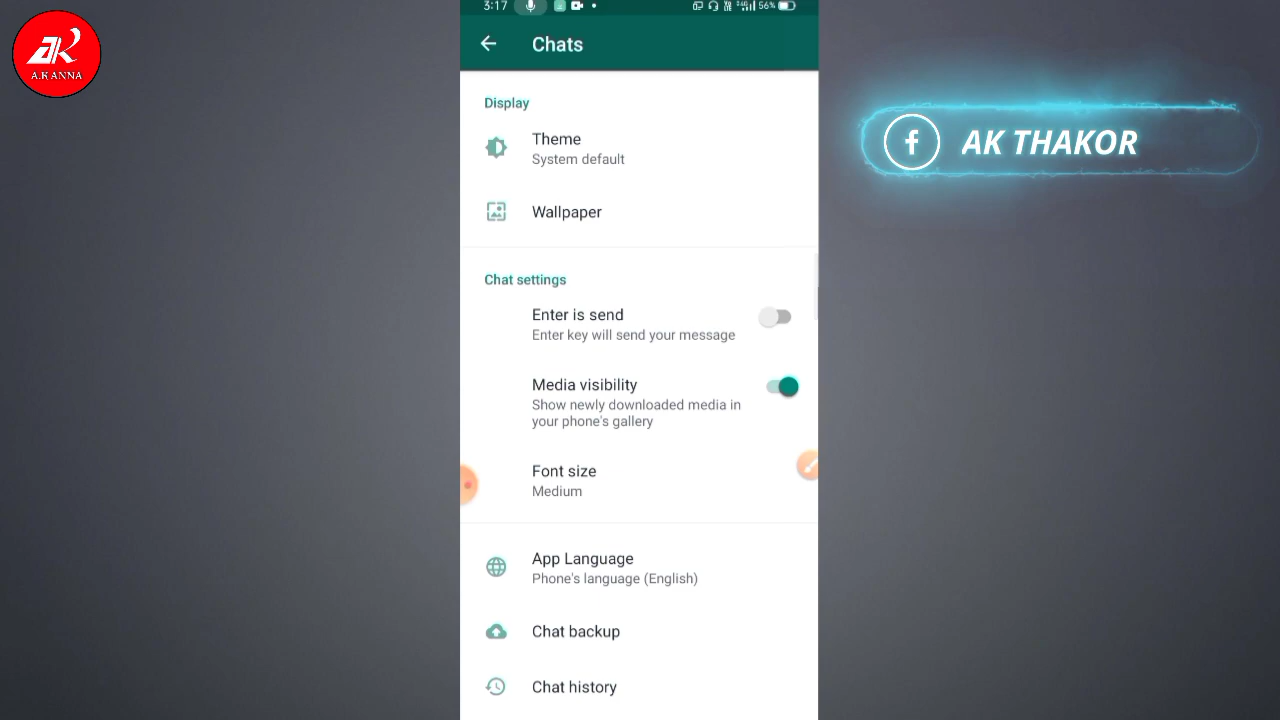 3:17
56%
AK
A.K ANNA
Chats
f AK THAKOR
Display
Theme
System default
Wallpaper
Chat settings
Enter is send
Enter key will send your message
Media visibility
Show newly downloaded media in
your phone's gallery
Font size
Medium
App Language
Phone's language (English)
Chat backup
Chat history